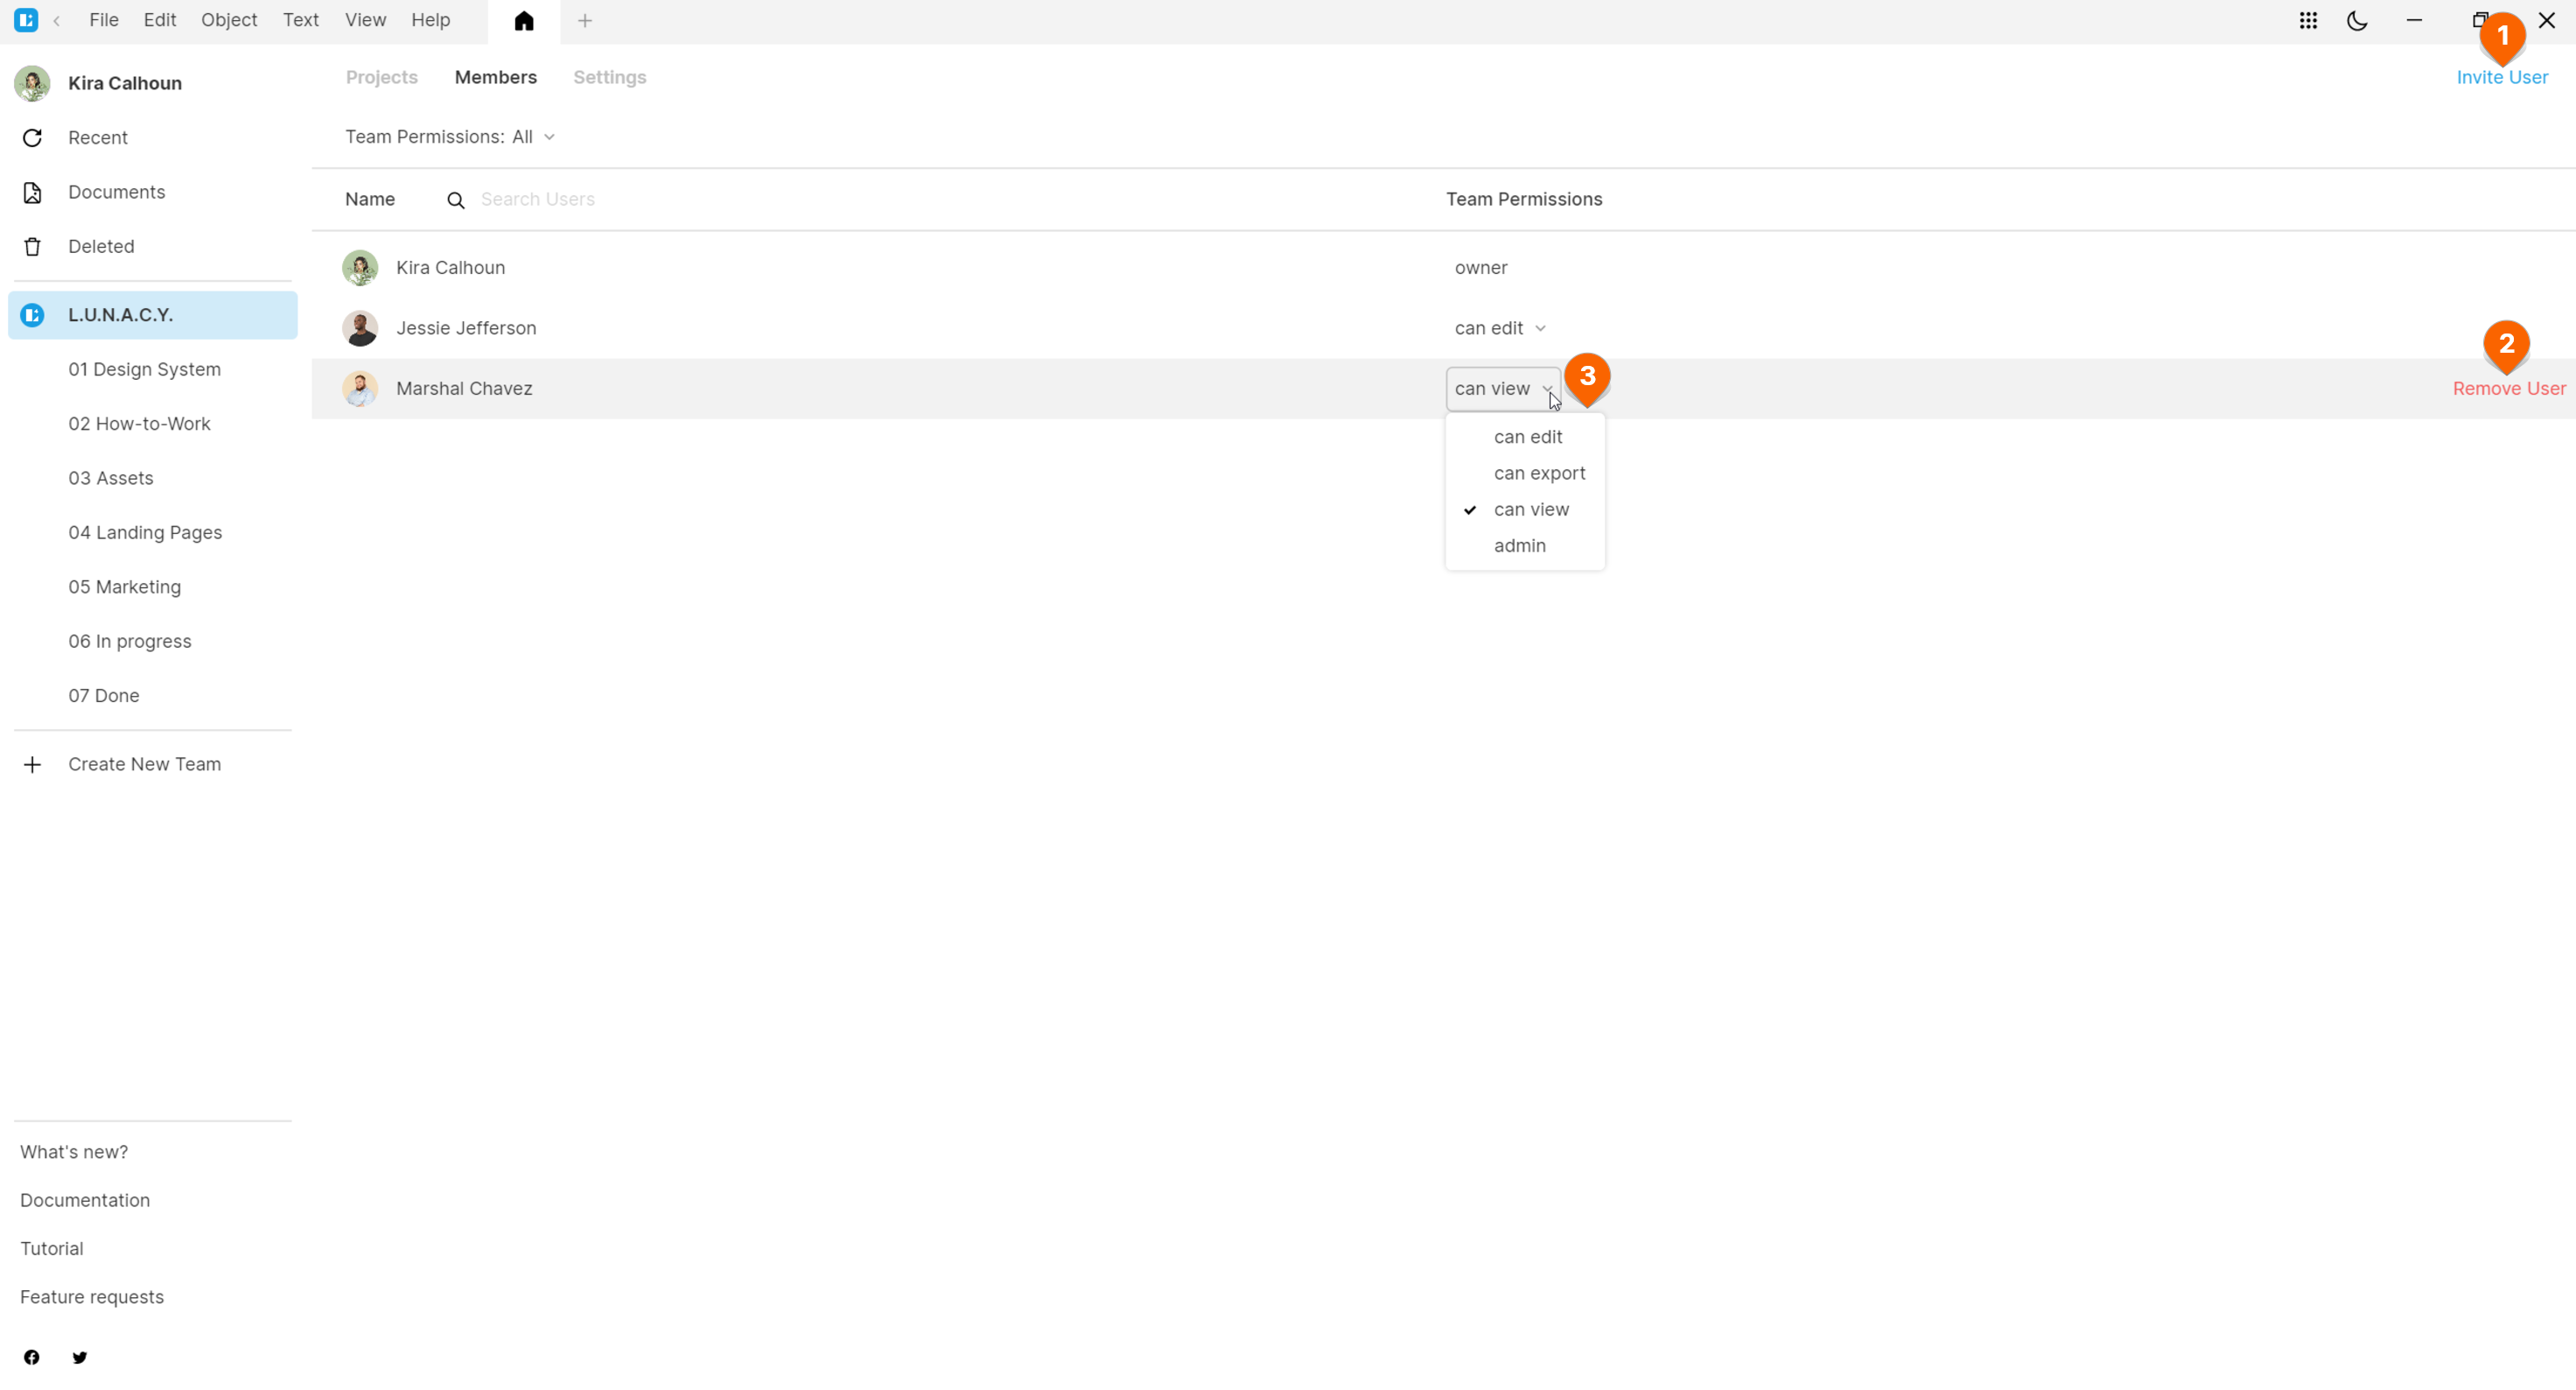 File Edit Object Text View Help
1
Kira Calhoun
Recent
Documents
Deleted
L.U.N.A.C.Y.
01 Design System
02 How-to-Work
03 Assets
04 Landing Pages
05 Marketing
06 In progress
07 Done
Create New Team
What's new?
Documentation
Tutorial
Feature requests
Projects Members Settings Invite User
Team Permissions: All
Name Search Users Team Permissions
Kira Calhoun owner
Jessie Jefferson can edit
2
3
Marshal Chavez can view Remove User
can edit
can export
can view
admin